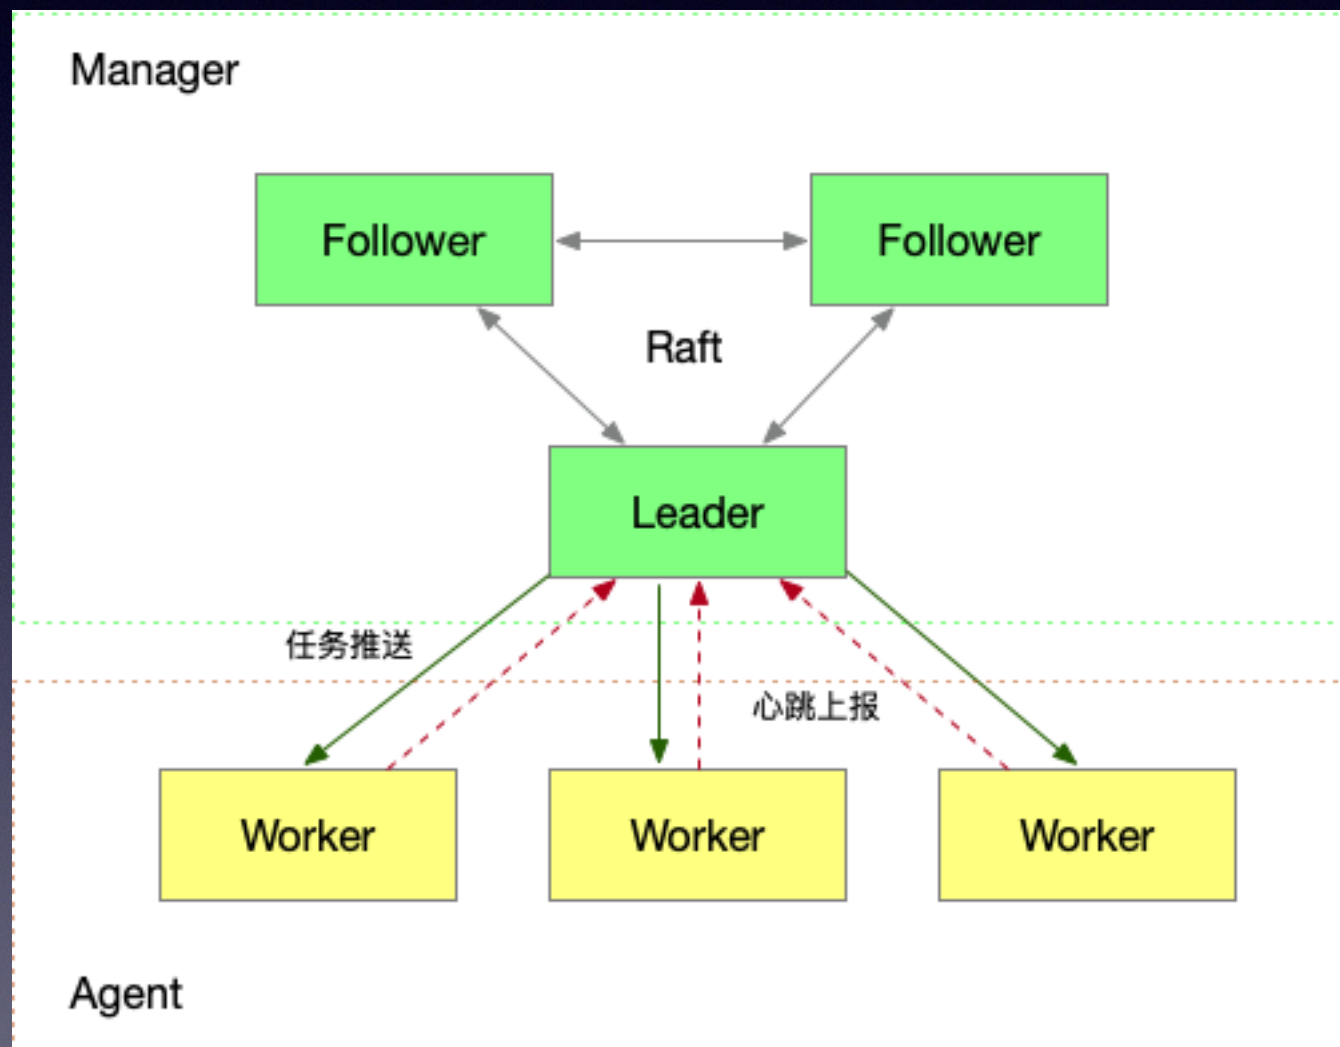 Manager
Follower
Follower
Raft
Leader
任务推送
心跳上报
Worker
Worker
Worker
Agent